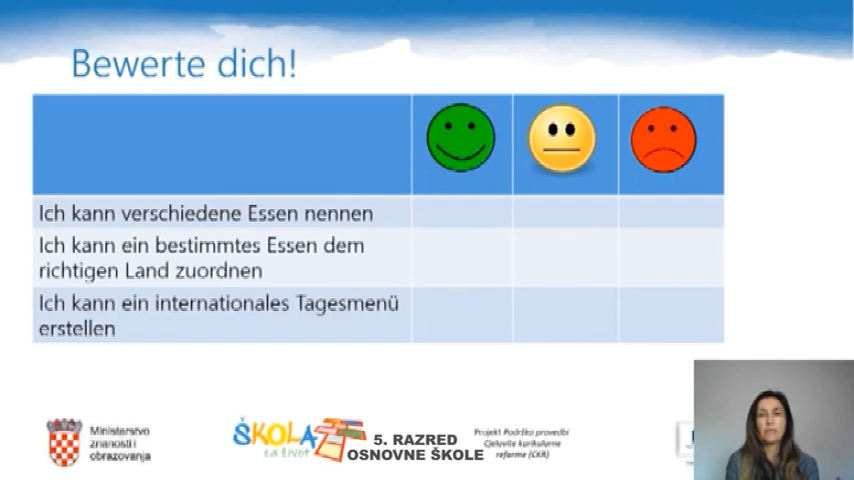 Bewerte dich!
Ich kann verschiedene Essen nennen
Ich kann ein bestimmtes Essen dem
richtigen Land zuordnen
Ich kann ein internationales Tagesmenü
erstellen
Ministarstvo
znanosti i
obrazovanja
ŠKOLA
za život
5. RAZRED
OSNOVNE ŠKOLE
Projekt Podrška provedbi
Cjelovite kurikularne
reforme (CKR)